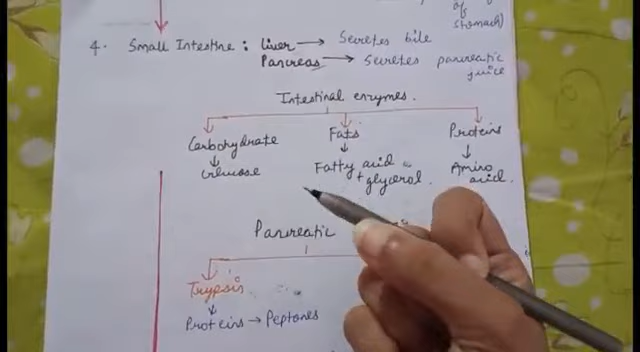 of
stomach)
4. Small Intestine : Liver → Secretes bile
Pancreas → Secretes pancreatic
juice
Intestinal enzymes.
Carbohydrate Fats Proteins
↓ ↓ ↓
Glucose Fatty acid Amino
+ glycerol. acid.
Pancreatic
Trypsin
↓
Proteins → Peptones